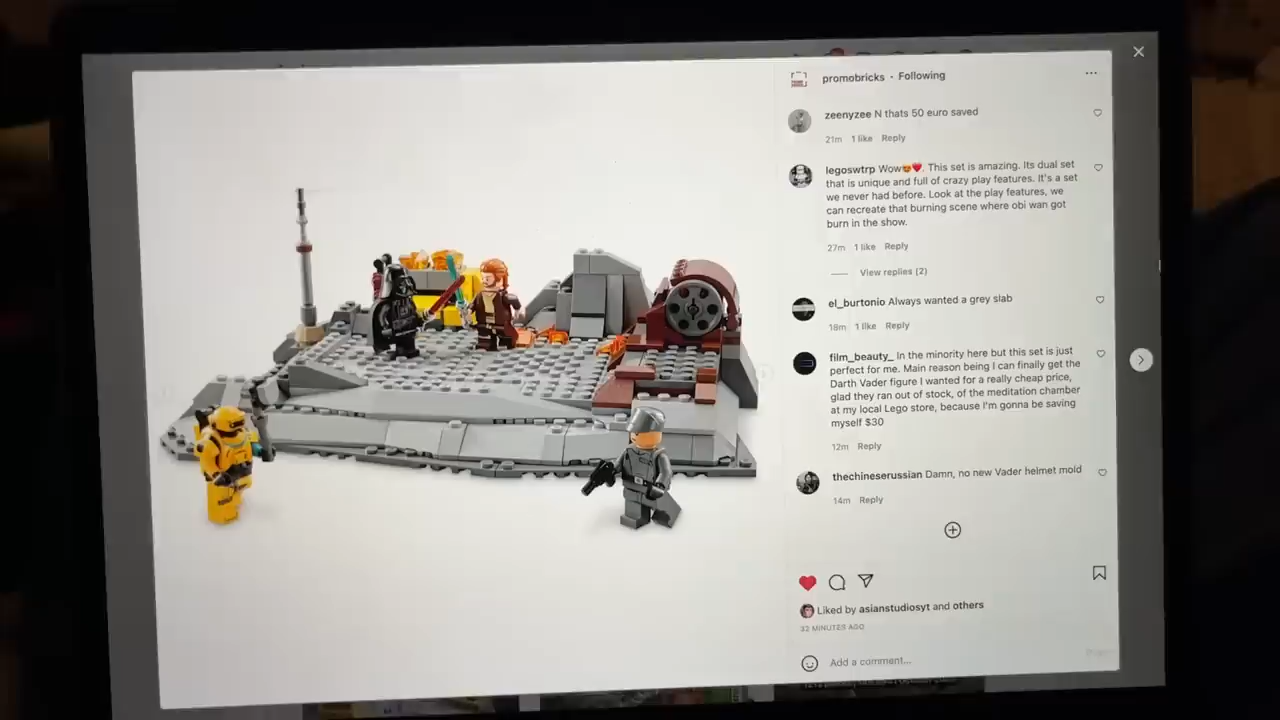 promobricks • Following
zeenyzee N thats 50 euro saved
21m 1 like Reply
legoswtrp Wow😍❤️. This set is amazing. Its dual set
that is unique and full of crazy play features. It's a set
we never had before. Look at the play features, we
can recreate that burning scene where obi wan got
burn in the show.
27m 1 like Reply
View replies (2)
el_burtonio Always wanted a grey slab
18m 1 like Reply
film_beauty_ In the minority here but this set is just
perfect for me. Main reason being I can finally get the
Darth Vader figure I wanted for a really cheap price,
glad they ran out of stock, of the meditation chamber
at my local Lego store, because I'm gonna be saving
myself $30
12m Reply
thechineserussian Damn, no new Vader helmet mold
14m Reply
Liked by asianstudiosyt and others
32 MINUTES AGO
Add a comment...